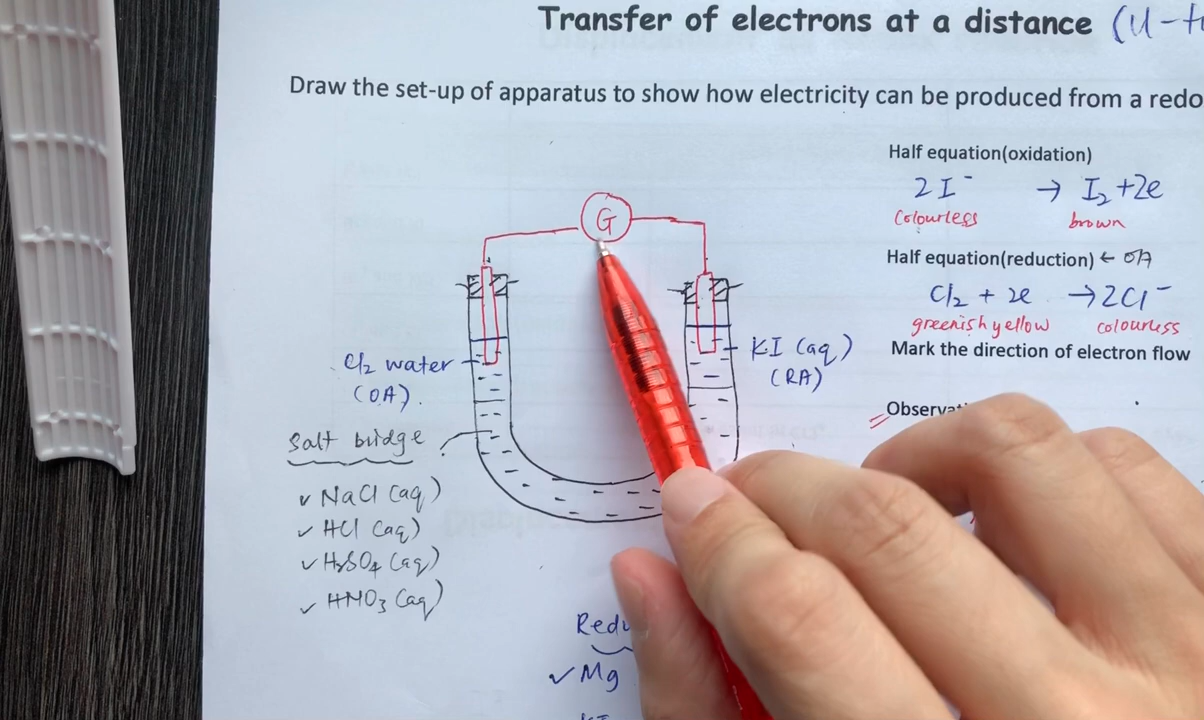 Transfer of electrons at a distance (U-t
Draw the set-up of apparatus to show how electricity can be produced from a redo
Half equation(oxidation)
2I⁻ → I₂ + 2e
Colourless brown
Half equation(reduction) ← OA
Cl₂ + 2e → 2Cl⁻
greenish yellow colourless
Mark the direction of electron flow
Observat
G
Cl₂ water
(OA).
KI (aq)
(RA)
Salt bridge
✓ NaCl (aq)
✓ HCl (aq)
✓ H₂SO₄ (aq)
✓ HNO₃ (aq)
Redu
✓ Mg